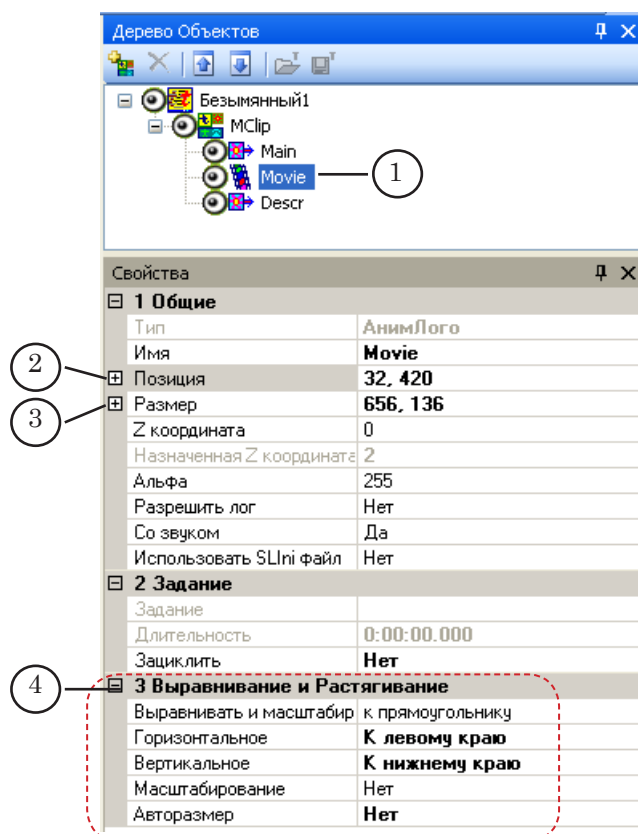 Дерево Объектов
Безымянный1
MClip
Main
Movie
1
Descr
Свойства
1 Общие
Тип АнимЛого
Имя Movie
2
Позиция 32, 420
3
Размер 656, 136
Z координата 0
Назначенная Z координата 2
Альфа 255
Разрешить лог Нет
Со звуком Да
Использовать SLIni файл Нет
2 Задание
Задание
Длительность 0:00:00.000
Зациклить Нет
4
3 Выравнивание и Растягивание
Выравнивать и масштабир к прямоугольнику
Горизонтальное К левому краю
Вертикальное К нижнему краю
Масштабирование Нет
Авторазмер Нет